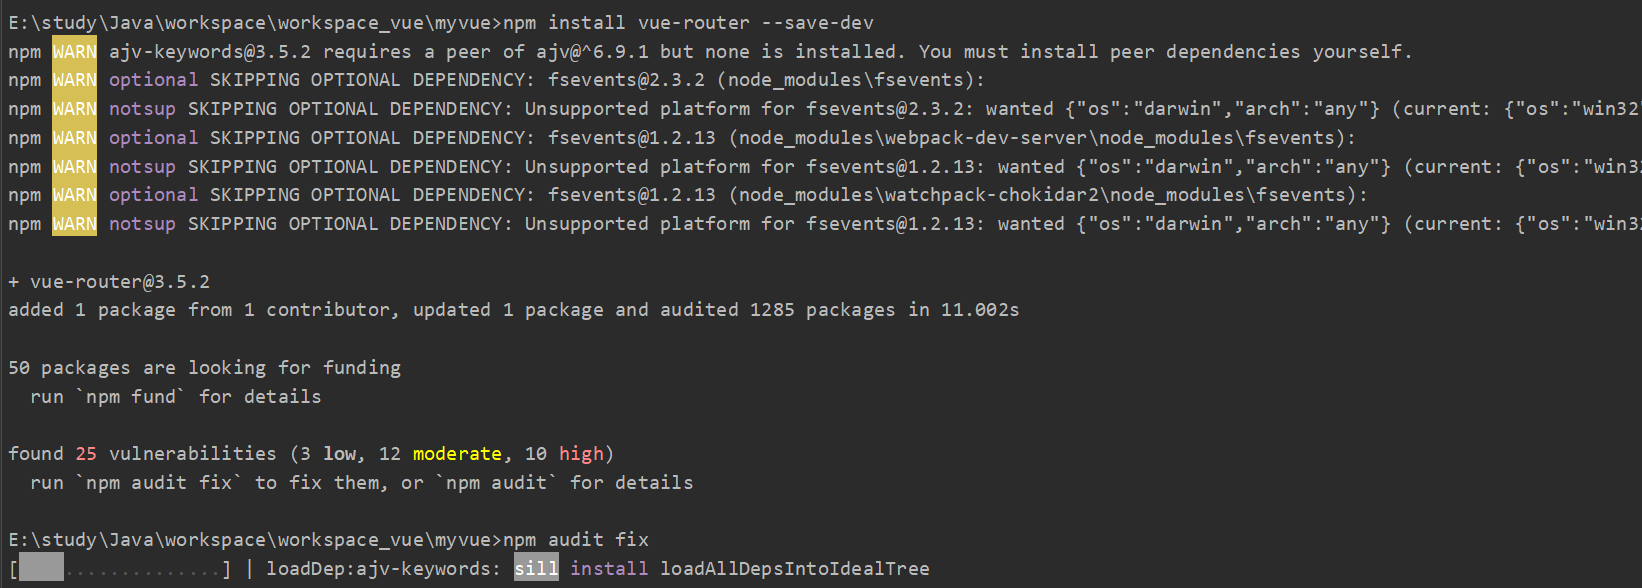 E:\study\Java\workspace\workspace_vue\myvue>npm install vue-router --save-dev
npm WARN ajv-keywords@3.5.2 requires a peer of ajv@^6.9.1 but none is installed. You must install peer dependencies yourself.
npm WARN optional SKIPPING OPTIONAL DEPENDENCY: fsevents@2.3.2 (node_modules\fsevents):
npm WARN notsup SKIPPING OPTIONAL DEPENDENCY: Unsupported platform for fsevents@2.3.2: wanted {"os":"darwin","arch":"any"} (current: {"os":"win32"
npm WARN optional SKIPPING OPTIONAL DEPENDENCY: fsevents@1.2.13 (node_modules\webpack-dev-server\node_modules\fsevents):
npm WARN notsup SKIPPING OPTIONAL DEPENDENCY: Unsupported platform for fsevents@1.2.13: wanted {"os":"darwin","arch":"any"} (current: {"os":"win32
npm WARN optional SKIPPING OPTIONAL DEPENDENCY: fsevents@1.2.13 (node_modules\watchpack-chokidar2\node_modules\fsevents):
npm WARN notsup SKIPPING OPTIONAL DEPENDENCY: Unsupported platform for fsevents@1.2.13: wanted {"os":"darwin","arch":"any"} (current: {"os":"win32
+ vue-router@3.5.2
added 1 package from 1 contributor, updated 1 package and audited 1285 packages in 11.002s
50 packages are looking for funding
run `npm fund` for details
found 25 vulnerabilities (3 low, 12 moderate, 10 high)
run `npm audit fix` to fix them, or `npm audit` for details
E:\study\Java\workspace\workspace_vue\myvue>npm audit fix
[    ..............] | loadDep:ajv-keywords: sill install loadAllDepsIntoIdealTree